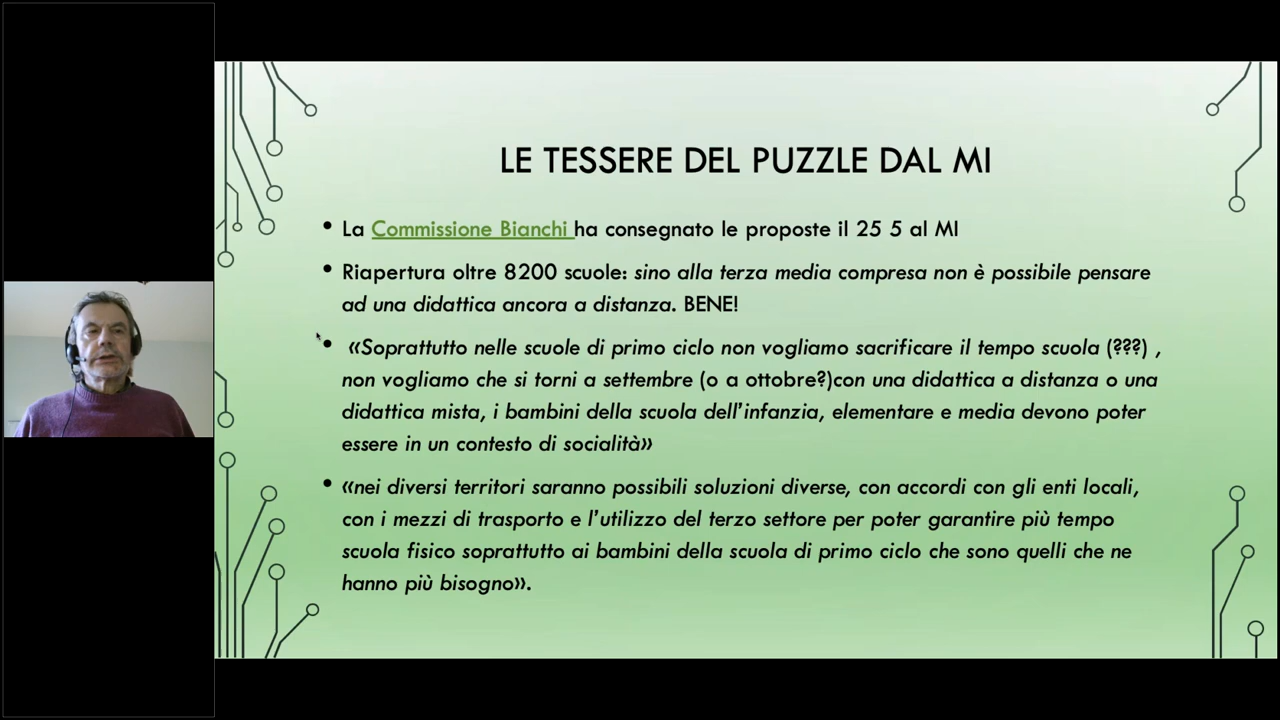 LE TESSERE DEL PUZZLE DAL MI
• La Commissione Bianchi ha consegnato le proposte il 25 5 al MI
• Riapertura oltre 8200 scuole: sino alla terza media compresa non è possibile pensare
ad una didattica ancora a distanza. BENE!
• «Soprattutto nelle scuole di primo ciclo non vogliamo sacrificare il tempo scuola (???) ,
non vogliamo che si torni a settembre (o a ottobre?)con una didattica a distanza o una
didattica mista, i bambini della scuola dell'infanzia, elementare e media devono poter
essere in un contesto di socialità»
• «nei diversi territori saranno possibili soluzioni diverse, con accordi con gli enti locali,
con i mezzi di trasporto e l'utilizzo del terzo settore per poter garantire più tempo
scuola fisico soprattutto ai bambini della scuola di primo ciclo che sono quelli che ne
hanno più bisogno».